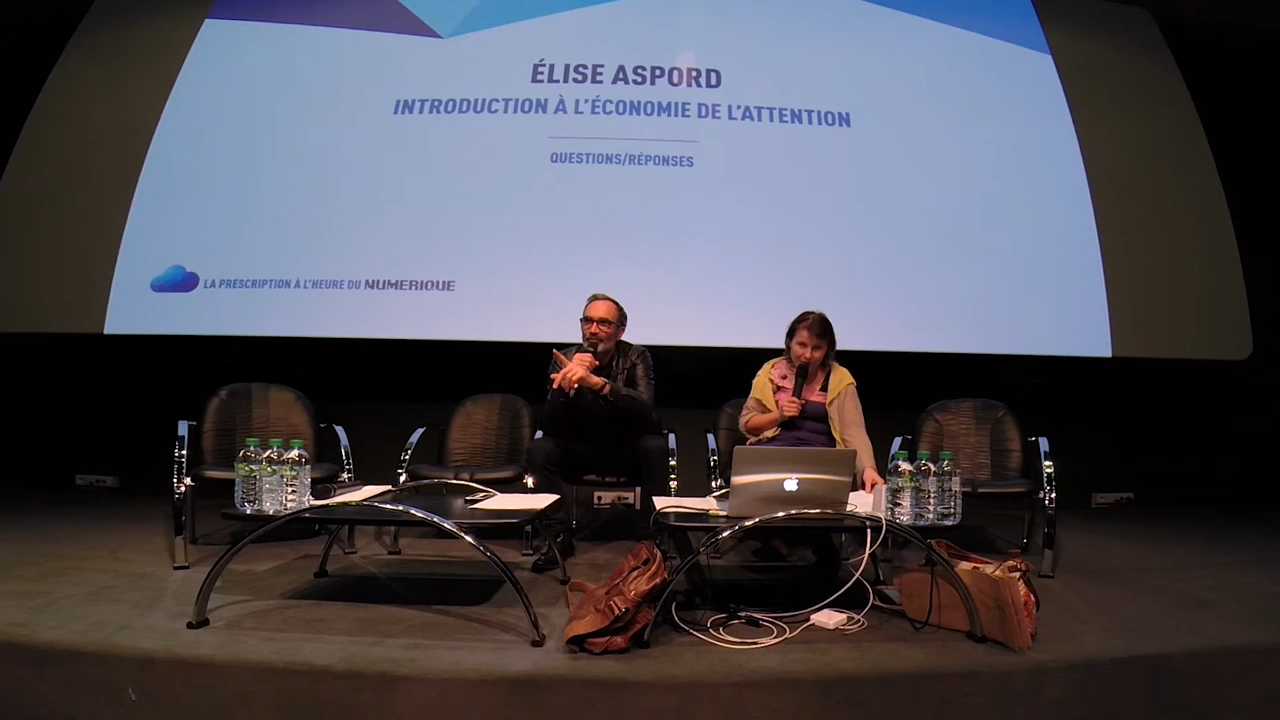 ÉLISE ASPORD
INTRODUCTION À L'ÉCONOMIE DE L'ATTENTION
QUESTIONS/RÉPONSES
LA PRESCRIPTION À L'HEURE DU NUMERIQUE